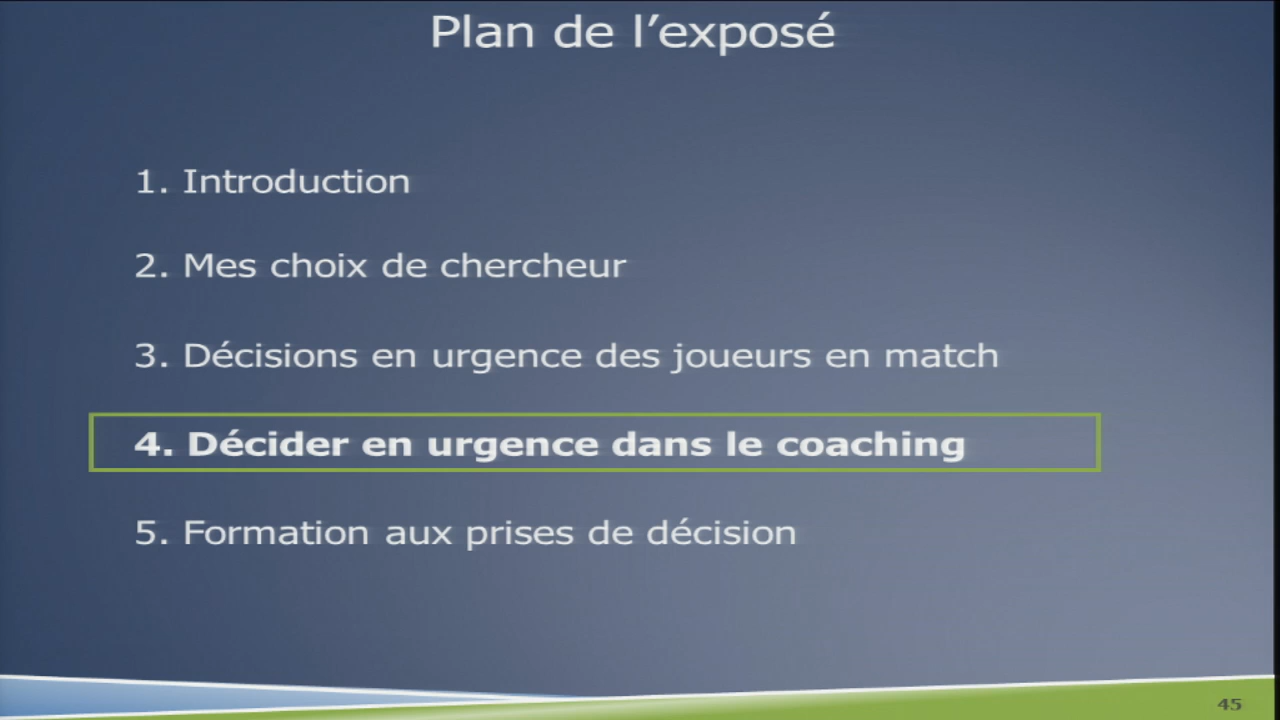 Plan de l’exposé
1. Introduction
2. Mes choix de chercheur
3. Décisions en urgence des joueurs en match
4. Décider en urgence dans le coaching
5. Formation aux prises de décision
45